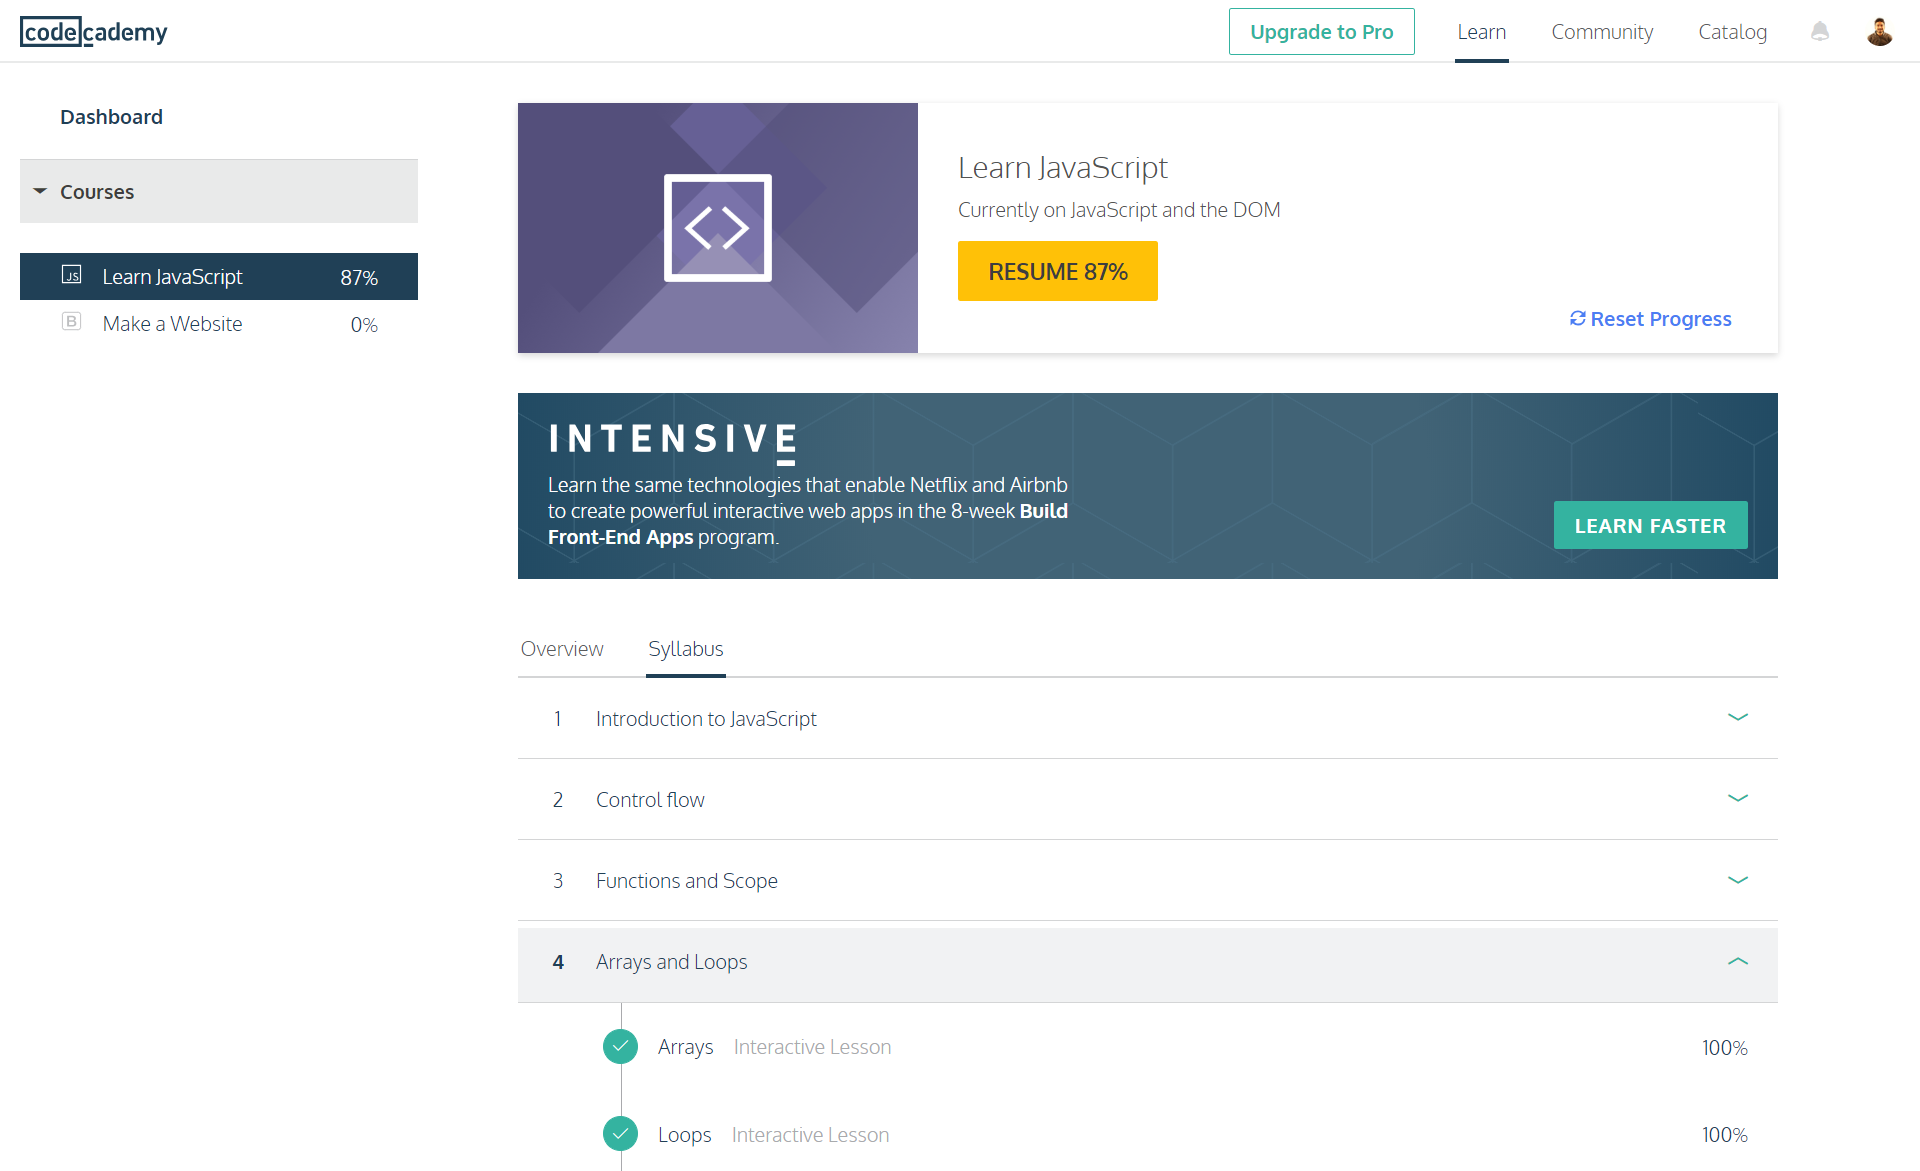 codecademy
Upgrade to Pro
Learn
Community
Catalog
Dashboard
Courses
JS Learn JavaScript 87%
B Make a Website 0%
Learn JavaScript
Currently on JavaScript and the DOM
RESUME 87%
Reset Progress
INTENSIVE
Learn the same technologies that enable Netflix and Airbnb
to create powerful interactive web apps in the 8-week Build
Front-End Apps program.
LEARN FASTER
Overview
Syllabus
1 Introduction to JavaScript
2 Control flow
3 Functions and Scope
4 Arrays and Loops
Arrays Interactive Lesson 100%
Loops Interactive Lesson 100%